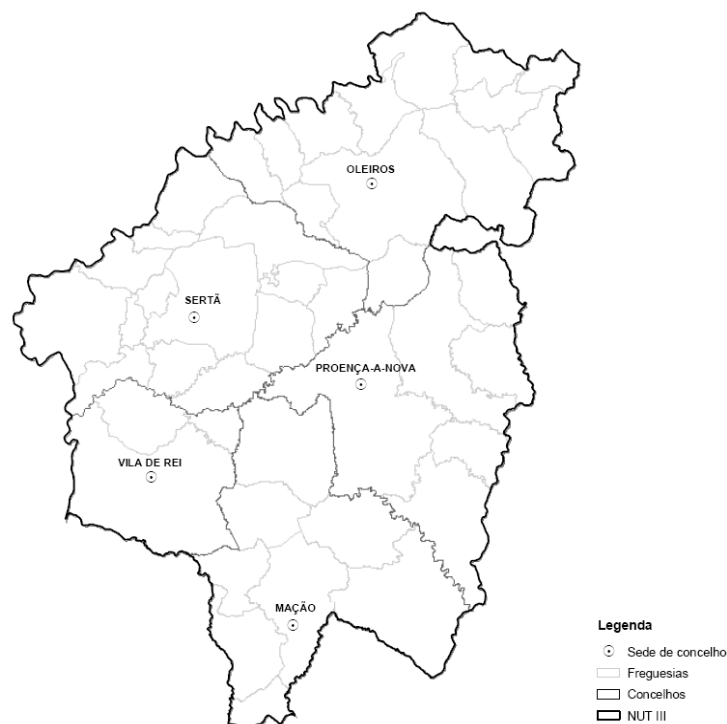 OLEIROS
SERTÃ
PROENÇA-A-NOVA
VILA DE REI
MAÇÃO
Legenda
Sede de concelho
Freguesias
Concelhos
NUT III